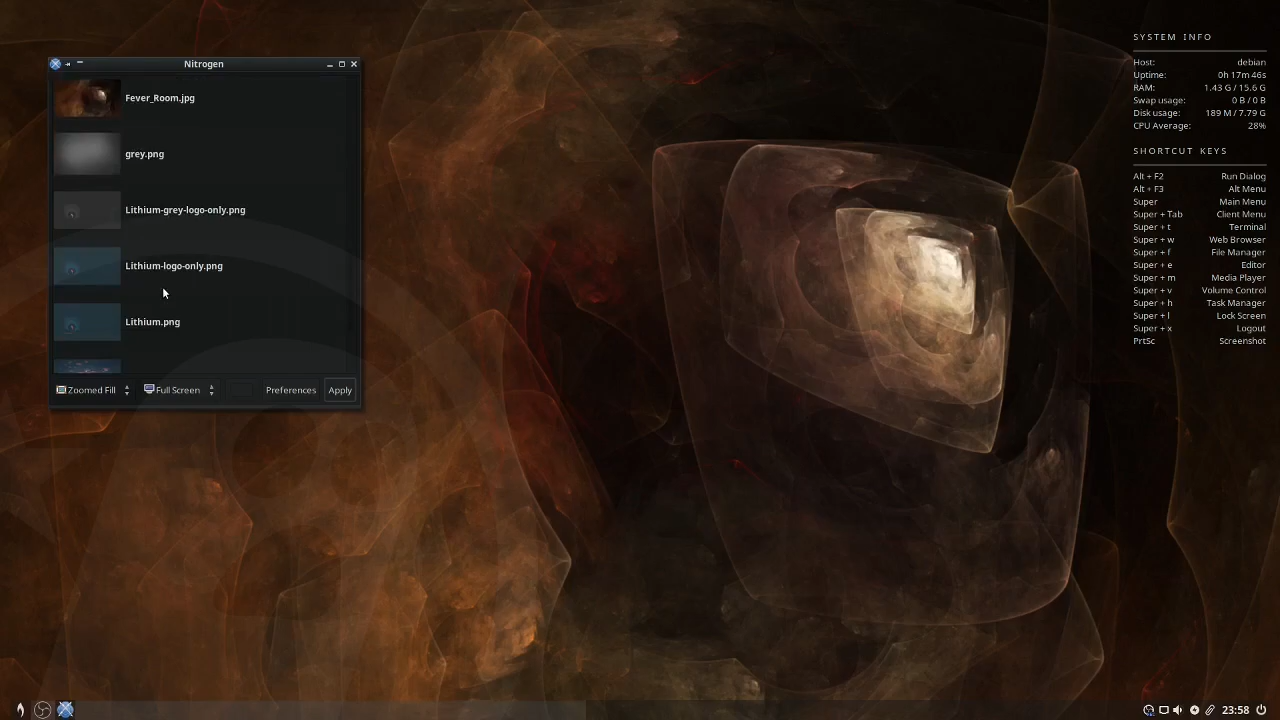 Nitrogen
Fever_Room.jpg
grey.png
Lithium-grey-logo-only.png
Lithium-logo-only.png
Lithium.png
Zoomed Fill
Full Screen
Preferences
Apply
SYSTEM INFO
Host: debian
Uptime: 0h 17m 46s
RAM: 1.43 G / 15.6 G
Swap usage: 0 B / 0 B
Disk usage: 189 M / 7.79 G
CPU Average: 28%
SHORTCUT KEYS
Alt + F2 Run Dialog
Alt + F3 Alt Menu
Super Main Menu
Super + Tab Client Menu
Super + t Terminal
Super + w Web Browser
Super + f File Manager
Super + e Editor
Super + m Media Player
Super + v Volume Control
Super + h Task Manager
Super + l Lock Screen
Super + x Logout
PrtSc Screenshot
23:58